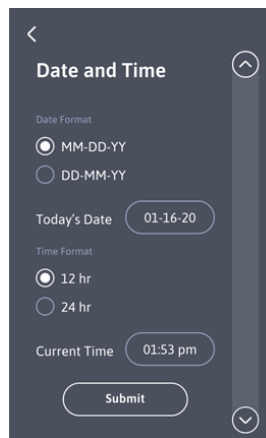 Date and Time
Date Format
MM-DD-YY
DD-MM-YY
Today's Date 01-16-20
Time Format
12 hr
24 hr
Current Time 01:53 pm
Submit